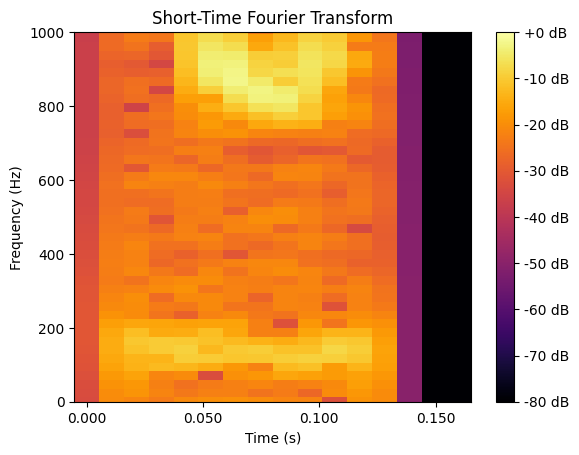 Short-Time Fourier Transform
1000
800
600
400
200
0
Frequency (Hz)
0.000
0.050
0.100
0.150
Time (s)
+0 dB
-10 dB
-20 dB
-30 dB
-40 dB
-50 dB
-60 dB
-70 dB
-80 dB